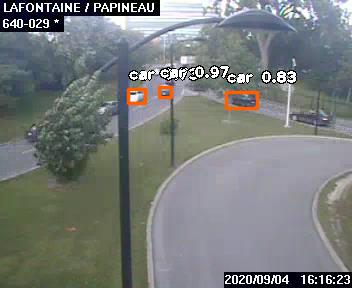 LAFONTAINE / PAPINEAU
640-029 *
car
car 0.97
car 0.83
2020/09/04 16:16:23